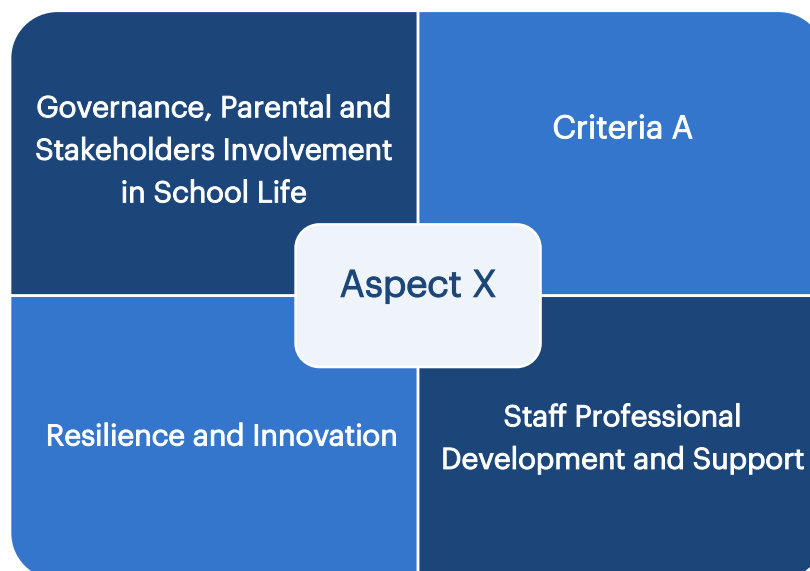 Governance, Parental and
Stakeholders Involvement
in School Life
Criteria A
Aspect X
Resilience and Innovation
Staff Professional
Development and Support